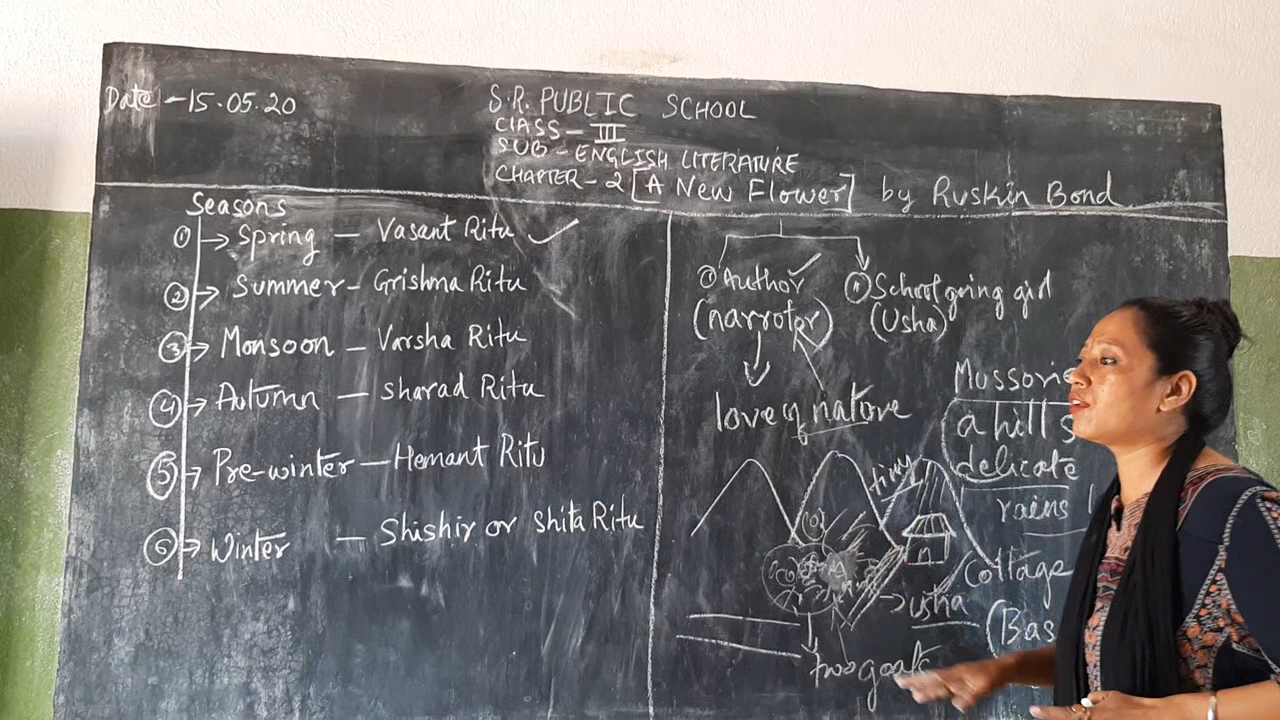 Date - 15.05.20
S.R. PUBLIC SCHOOL
CLASS - III
SUB - ENGLISH LITERATURE
CHAPTER - 2 [A New Flower] by Ruskin Bond
Seasons
① → Spring — Vasant Ritu ✓
② → Summer - Grishma Ritu
③ → Monsoon — Varsha Ritu
④ → Autumn — Sharad Ritu
⑤ → Pre-winter — Hemant Ritu
⑥ → Winter — Shishir or Shita Ritu
① Author ✓
(narrotor)
love of nature
② School going girl
(Usha)
Mussorie
a hill s
delicate
rains
tiny
Cottage
→ usha
(Bas
two goats